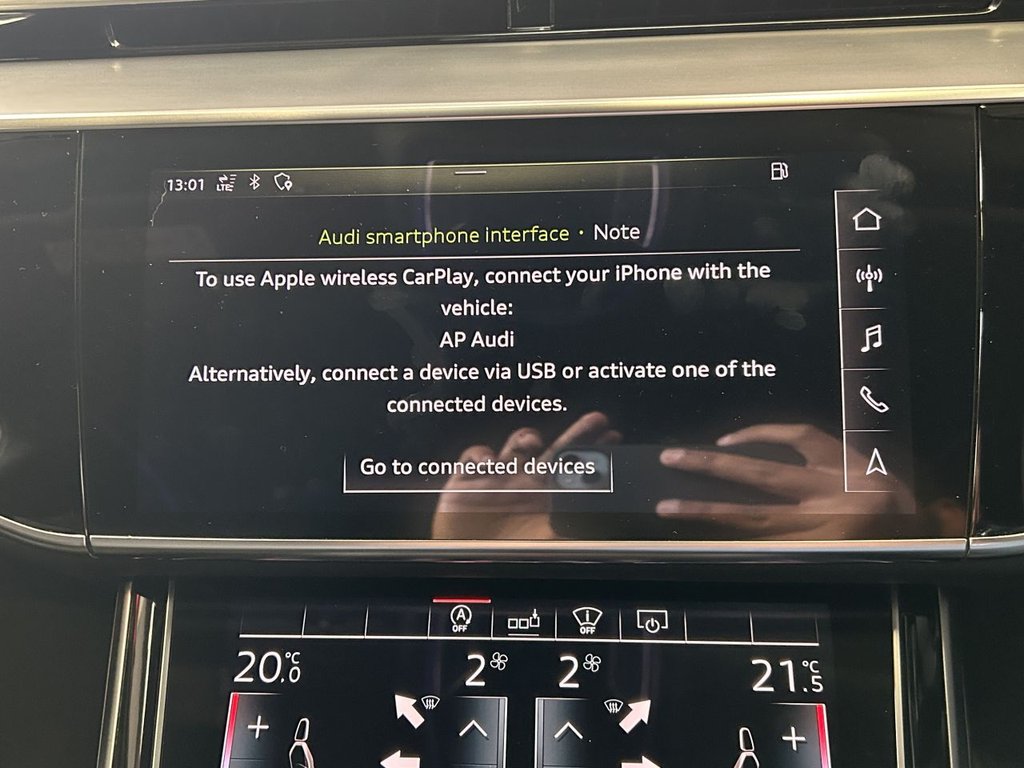 13:01 LTE
Audi smartphone interface • Note
To use Apple wireless CarPlay, connect your iPhone with the
vehicle:
AP Audi
Alternatively, connect a device via USB or activate one of the
connected devices.
Go to connected devices
A OFF OFF
20.0 °C 2 2 21.5 °C
+ +